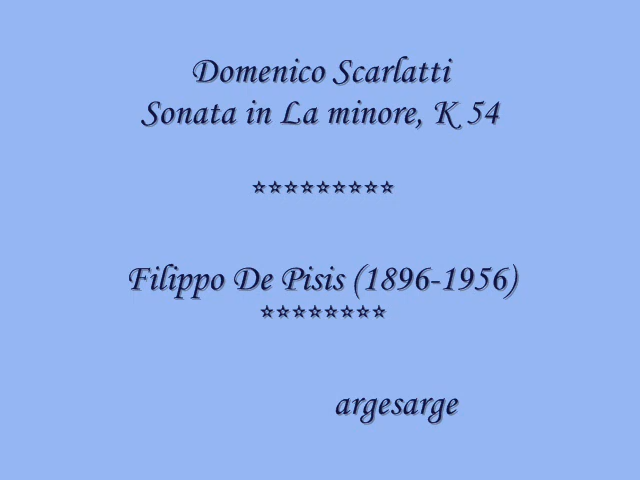 Domenico Scarlatti
Sonata in La minore, K 54
*********
Filippo De Pisis (1896-1956)
********
argesarge